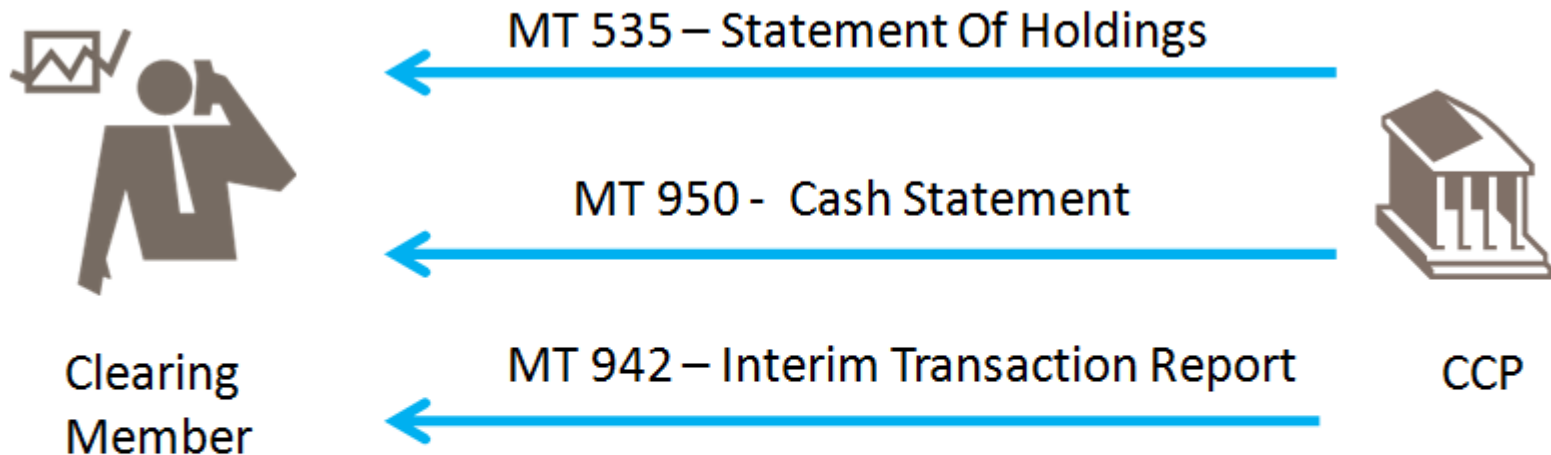 MT 535 – Statement Of Holdings
MT 950 - Cash Statement
MT 942 – Interim Transaction Report
Clearing
Member
CCP